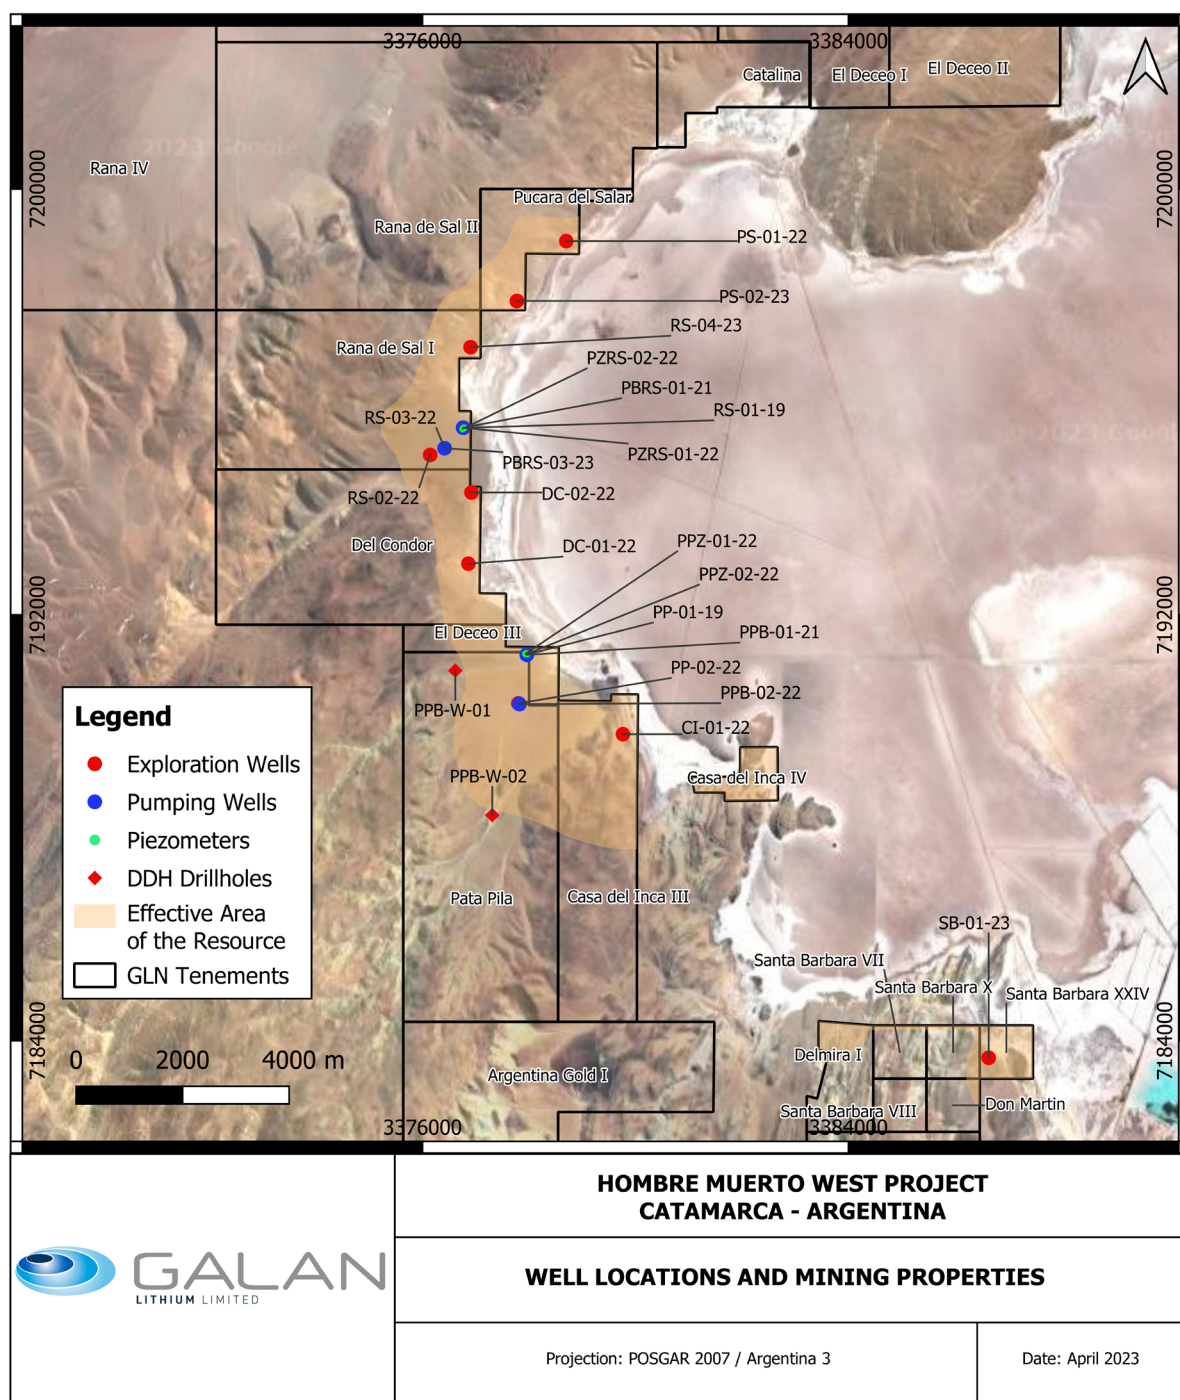 3376000
3384000
Catalina
El Deceo I
El Deceo II
Rana IV
7200000
7200000
Pucara del Salar
Rana de Sal II
PS-01-22
PS-02-23
RS-04-23
Rana de Sal I
PZRS-02-22
PBRS-01-21
RS-01-19
RS-03-22
PZRS-01-22
PBRS-03-23
RS-02-22
DC-02-22
Del Condor
DC-01-22
PPZ-01-22
PPZ-02-22
7192000
7192000
PP-01-19
El Deceo III
PPB-01-21
PP-02-22
PPB-02-22
PPB-W-01
CI-01-22
PPB-W-02
Casa del Inca IV
Legend
Exploration Wells
Pumping Wells
Piezometers
DDH Drillholes
Effective Area
of the Resource
GLN Tenements
Pata Pila
Casa del Inca III
SB-01-23
Santa Barbara VII
Santa Barbara X
Santa Barbara XXIV
7184000
7184000
0 2000 4000 m
Delmira I
Argentina Gold I
Santa Barbara VIII
Don Martin
3376000
3384000
HOMBRE MUERTO WEST PROJECT
CATAMARCA - ARGENTINA
GALAN
LITHIUM LIMITED
WELL LOCATIONS AND MINING PROPERTIES
Projection: POSGAR 2007 / Argentina 3
Date: April 2023